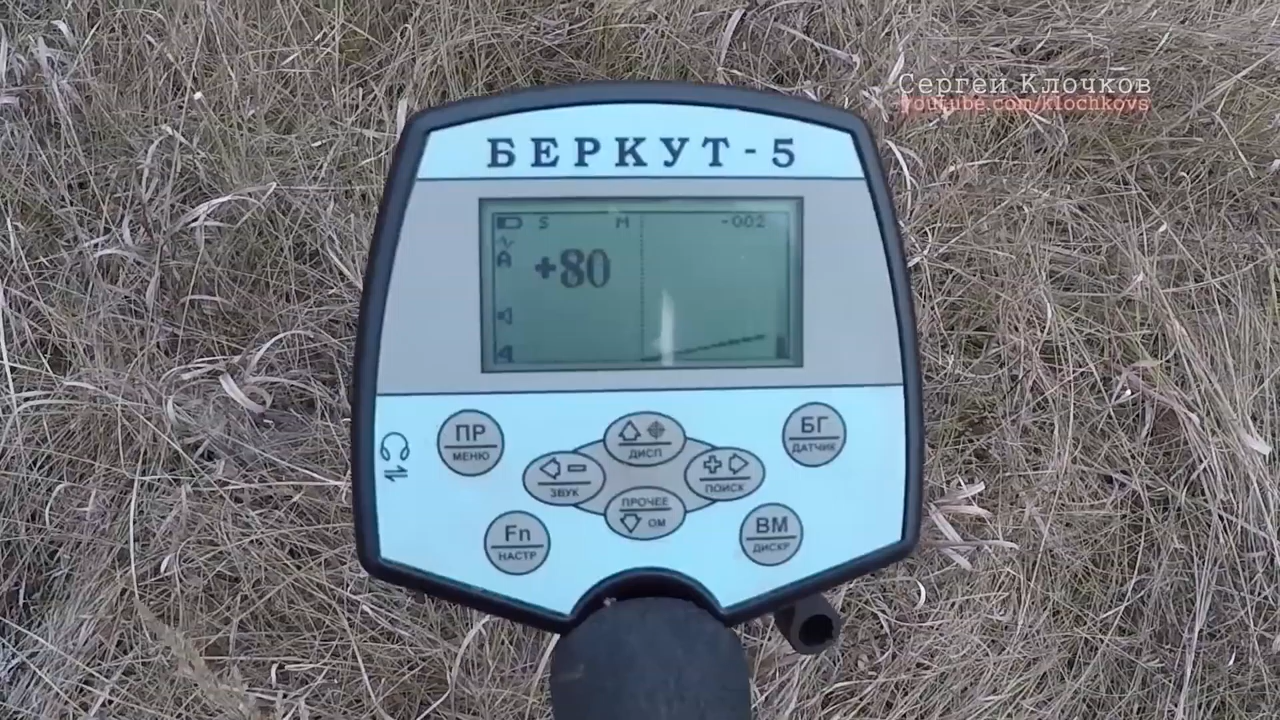 Сергей Клочков
Youtube.com/klochkovs
БЕРКУТ-5
S M -002
A
+80
ПР
МЕНЮ
ДИСП
БГ
ДАТЧИК
ЗВУК
ПОИСК
ПРОЧЕЕ
ОМ
Fn
НАСТР
ВМ
ДИСКР